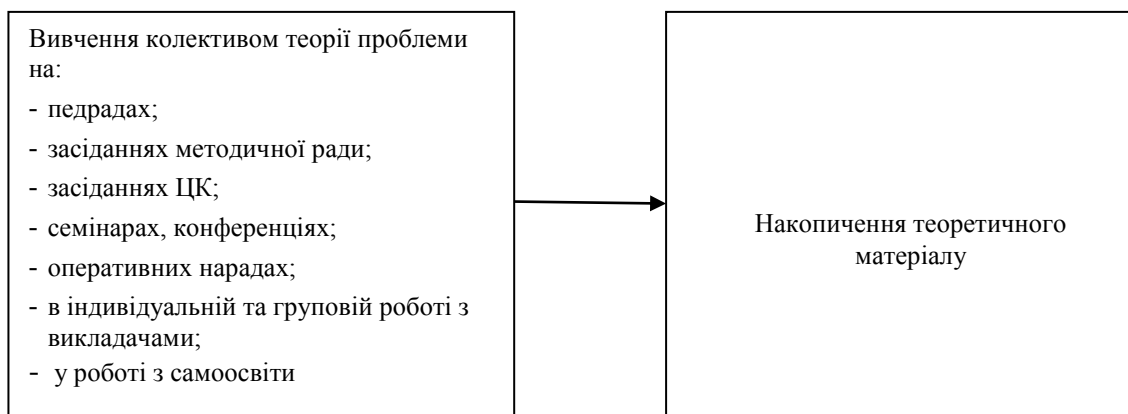 Вивчення колективом теорії проблеми
на:
- педрадах;
- засіданнях методичної ради;
- засіданнях ЦК;
- семінарах, конференціях;
- оперативних нарадах;
- в індивідуальній та груповій роботі з
викладачами;
- у роботі з самоосвіти
Накопичення теоретичного
матеріалу